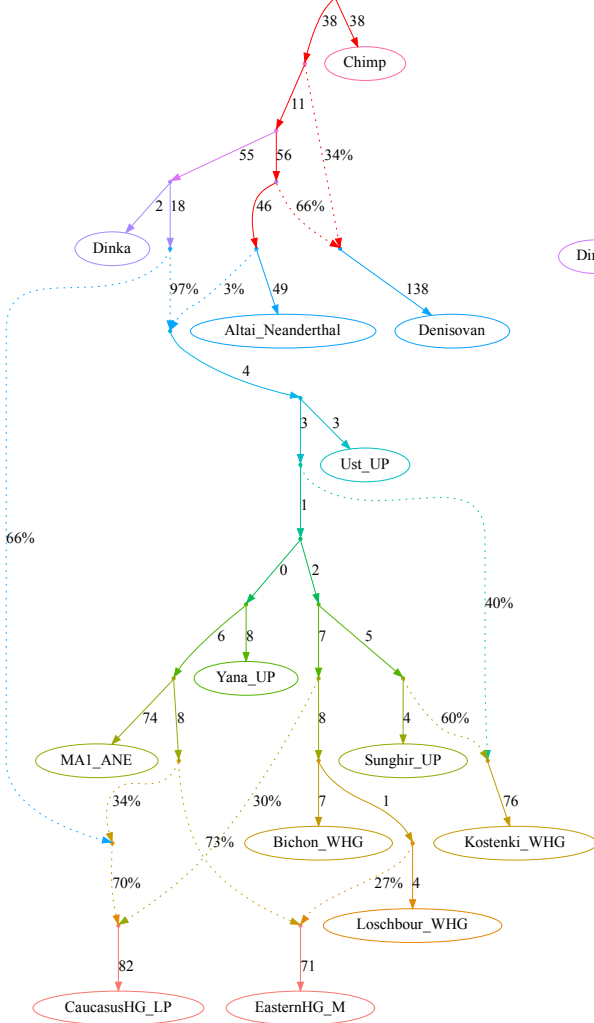 38 38
Chimp
11
34%
55 56
2 18
46 66%
Dinka
97% 3% 49 138
Altai_Neanderthal Denisovan
4
3 3
Ust_UP
1
66%
0 2
40%
6 8 7 5
Yana_UP
74 8 8 4 60%
MA1_ANE Sunghir_UP
34% 30% 7 1 76
73% Bichon_WHG Kostenki_WHG
70% 27% 4
Loschbour_WHG
82 71
CaucasusHG_LP EasternHG_M